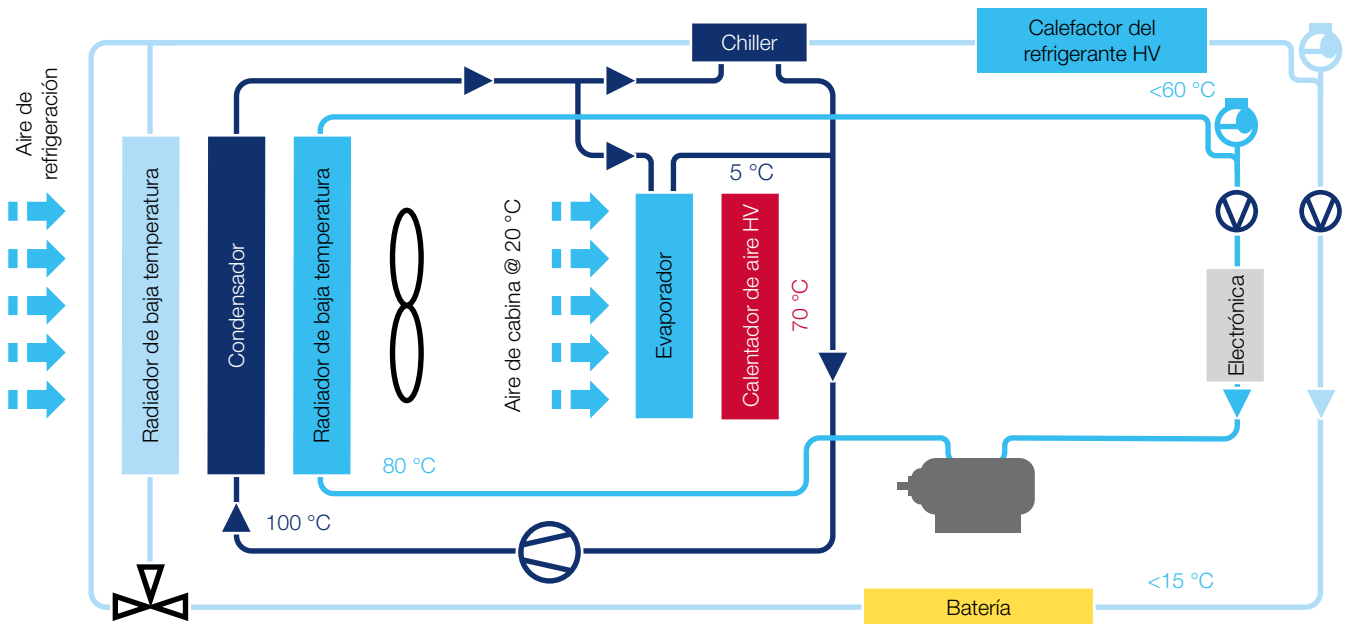 Chiller
Calefactor del
refrigerante HV
<60 °C
Aire de
refrigeración
Radiador de baja temperatura
Condensador
Radiador de baja temperatura
Aire de cabina @ 20 °C
5 °C
Evaporador
Calentador de aire HV
70 °C
Electrónica
80 °C
100 °C
<15 °C
Batería